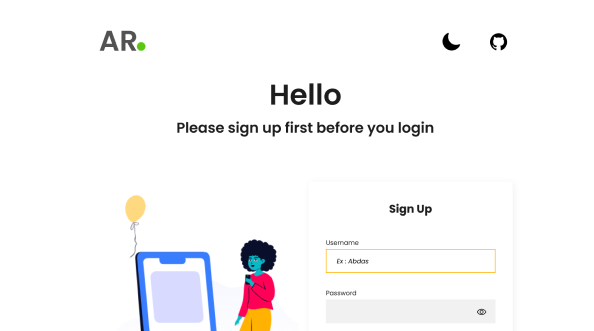 AR.
Hello
Please sign up first before you login
Sign Up
Username
Ex : Abdas
Password